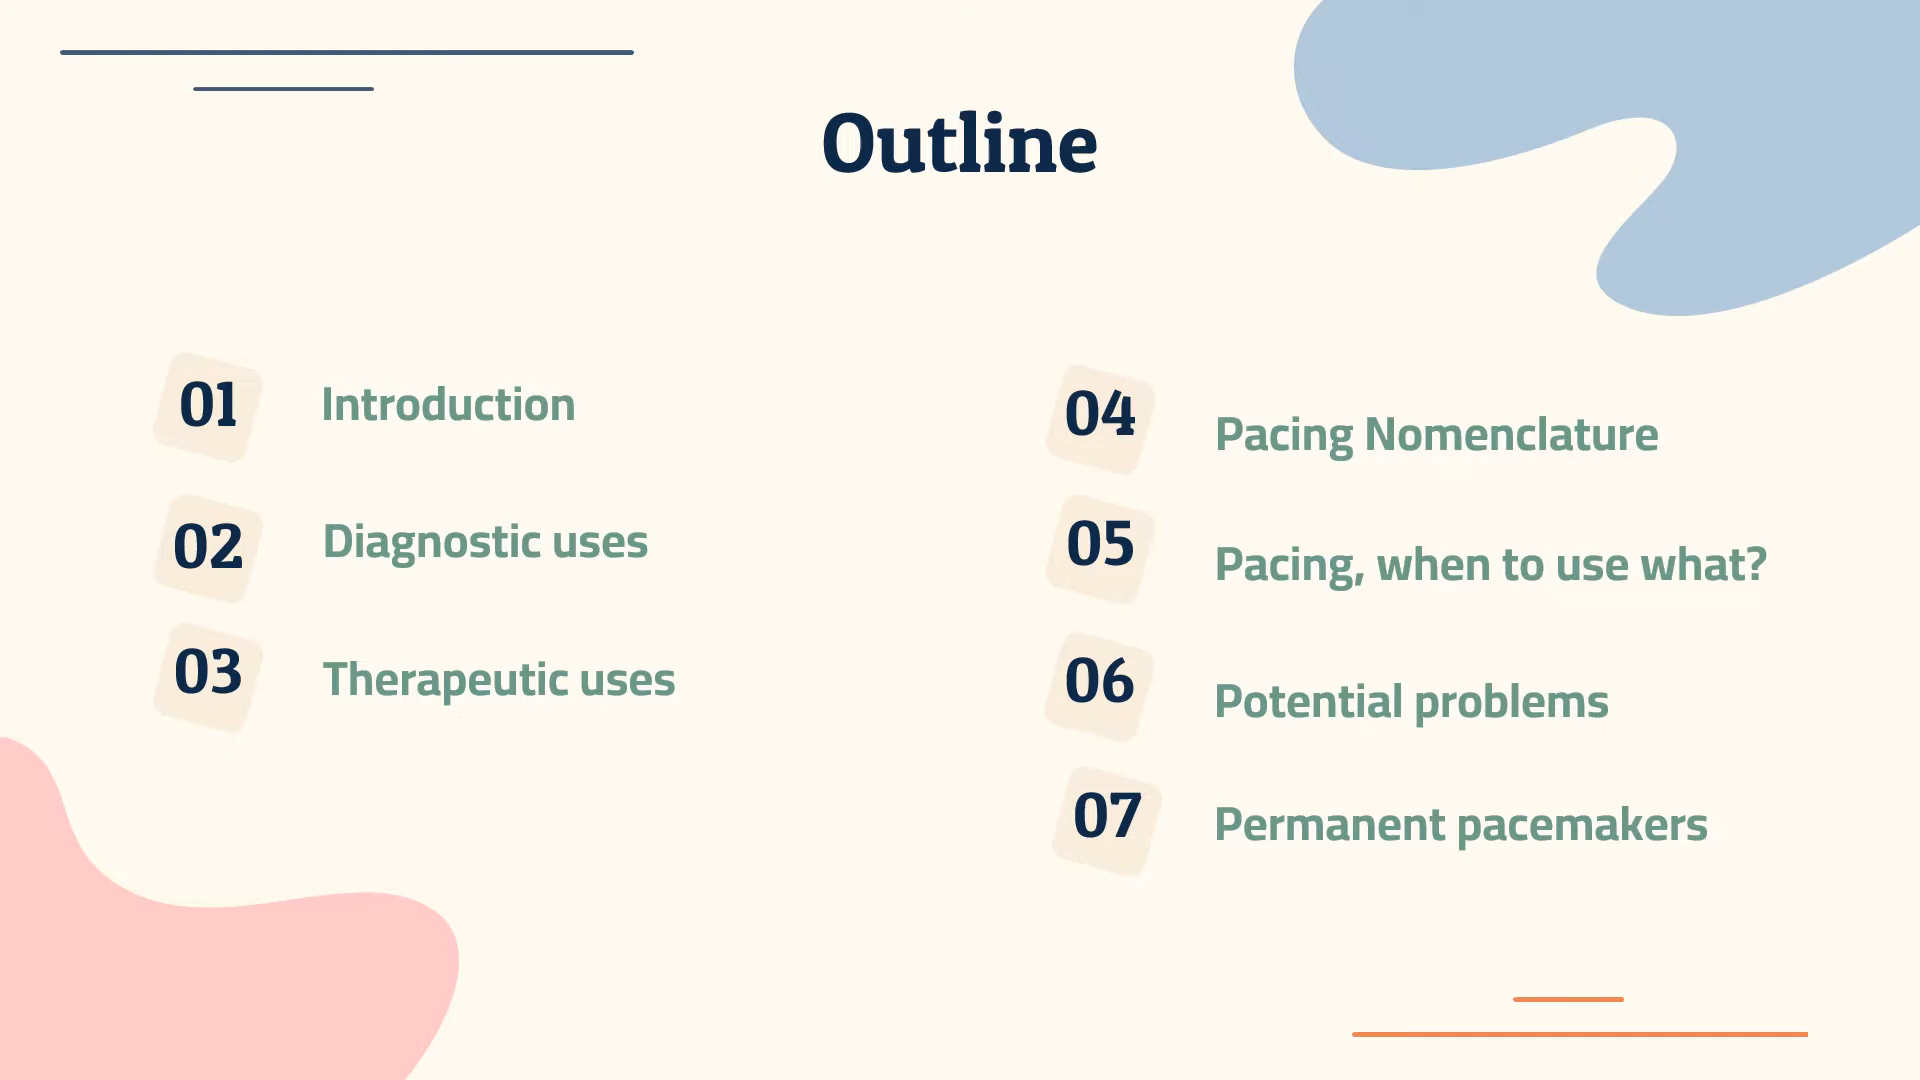 Outline
01 Introduction
02 Diagnostic uses
03 Therapeutic uses
04 Pacing Nomenclature
05 Pacing, when to use what?
06 Potential problems
07 Permanent pacemakers